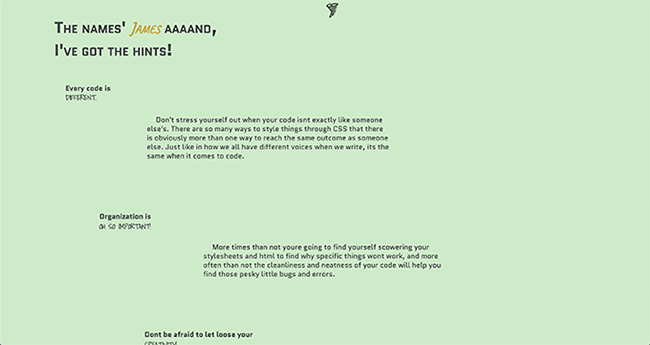 The names' James aaaand,
I've got the hints!
Every code is
different.
Don't stress yourself out when your code isnt exactly like someone
else's. There are so many ways to style things through CSS that there
is obviously more than one way to reach the same outcome as someone
else. Just like in how we all have different voices when we write, its the
same when it comes to code.
Organization is
oh so important!
More times than not youre going to find yourself scowering your
stylesheets and html to find why specific things wont work, and more
often than not the cleanliness and neatness of your code will help you
find those pesky little bugs and errors.
Dont be afraid to let loose your